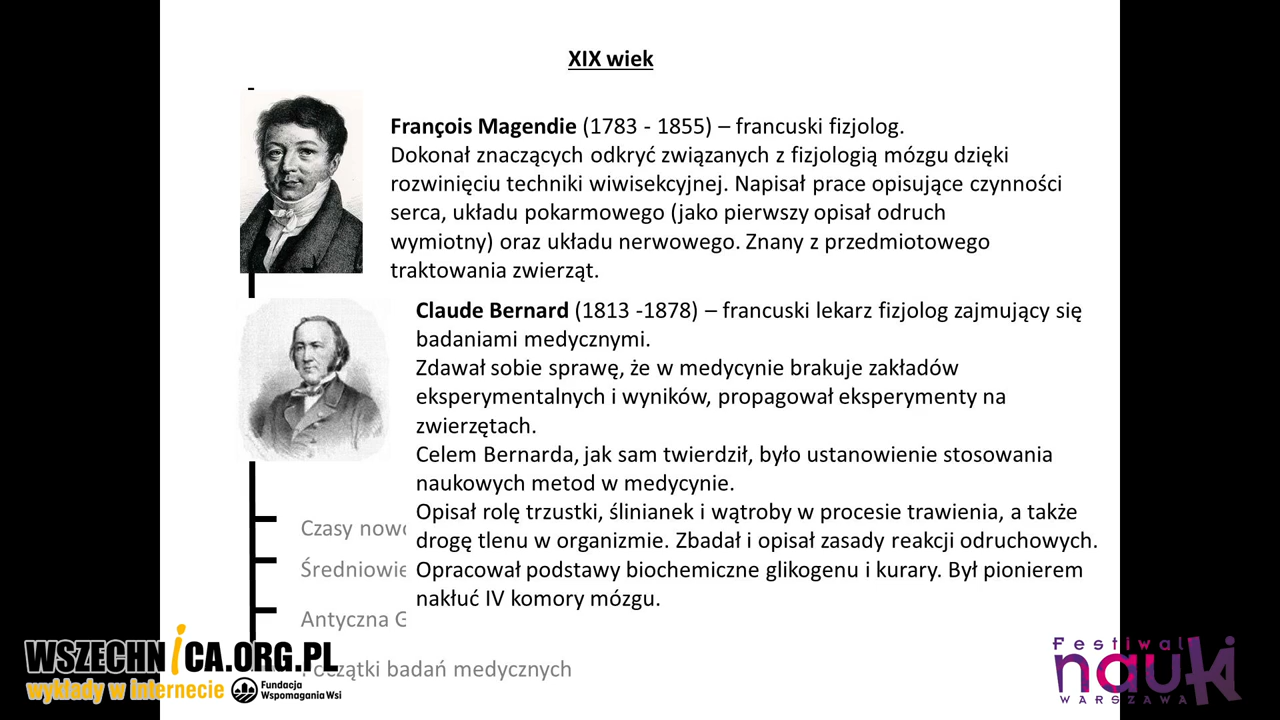 XIX wiek
François Magendie (1783 - 1855) – francuski fizjolog.
Dokonał znaczących odkryć związanych z fizjologią mózgu dzięki
rozwinięciu techniki wiwisekcyjnej. Napisał prace opisujące czynności
serca, układu pokarmowego (jako pierwszy opisał odruch
wymiotny) oraz układu nerwowego. Znany z przedmiotowego
traktowania zwierząt.
Claude Bernard (1813 -1878) – francuski lekarz fizjolog zajmujący się
badaniami medycznymi.
Zdawał sobie sprawę, że w medycynie brakuje zakładów
eksperymentalnych i wyników, propagował eksperymenty na
zwierzętach.
Celem Bernarda, jak sam twierdził, było ustanowienie stosowania
naukowych metod w medycynie.
Opisał rolę trzustki, ślinianek i wątroby w procesie trawienia, a także
drogę tlenu w organizmie. Zbadał i opisał zasady reakcji odruchowych.
Opracował podstawy biochemiczne glikogenu i kurary. Był pionierem
nakłuć IV komory mózgu.
Czasy
Antyczna
badań medycznych
WSZECHNICA.ORG.PL
wykłady w internecie
Fundacja
Wspomagania Wsi
Festiwal
nauki
WARSZAWA